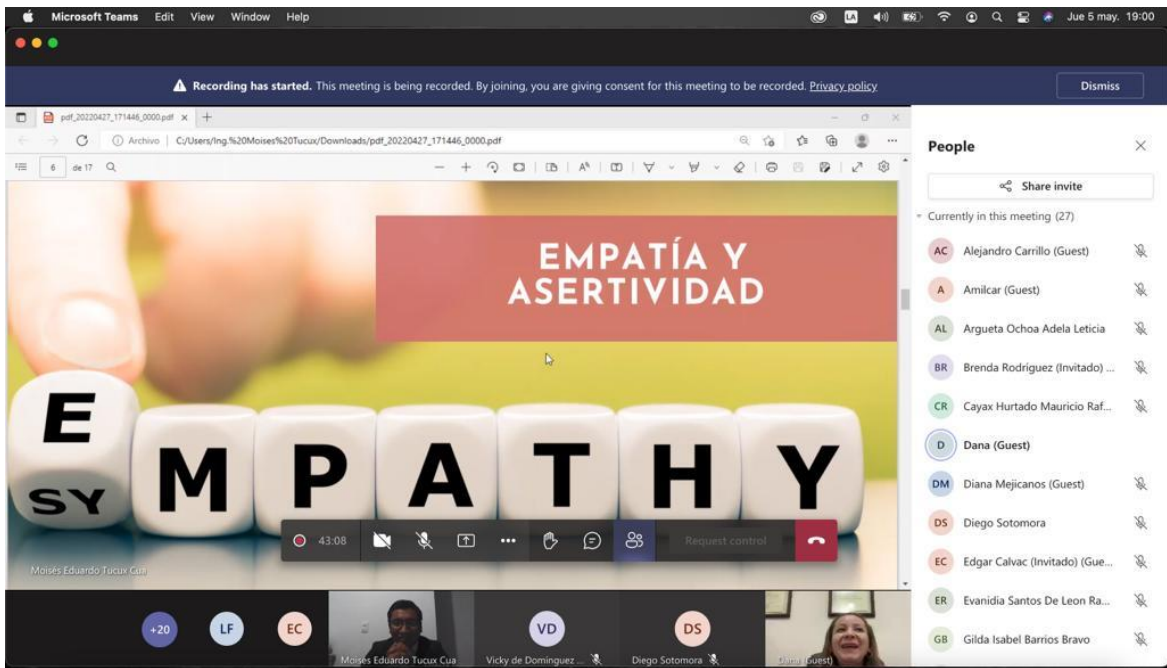 Microsoft Teams Edit View Window Help
LA
Jue 5 may. 19:00
Recording has started. This meeting is being recorded. By joining, you are giving consent for this meeting to be recorded. Privacy policy
Dismiss
pdf_20220427_171446_0000.pdf
Archivo C:/Users/Ing.%20Moises%20Tucux/Downloads/pdf_20220427_171446_0000.pdf
6 de 17
EMPATÍA Y
ASERTIVIDAD
E
SY
MPATHY
43:08
Request control
Moisés Eduardo Tucux Cua
+20
LF
EC
Moisés Eduardo Tucux Cua
VD
Vicky de Dominguez ...
DS
Diego Sotomora
Dana (Guest)
People
Share invite
Currently in this meeting (27)
AC Alejandro Carrillo (Guest)
A Amilcar (Guest)
AL Argueta Ochoa Adela Leticia
BR Brenda Rodriguez (Invitado) ...
CR Cayax Hurtado Mauricio Raf...
D Dana (Guest)
DM Diana Mejicanos (Guest)
DS Diego Sotomora
EC Edgar Calvac (Invitado) (Gue...
ER Evanidia Santos De Leon Ra...
GB Gilda Isabel Barrios Bravo